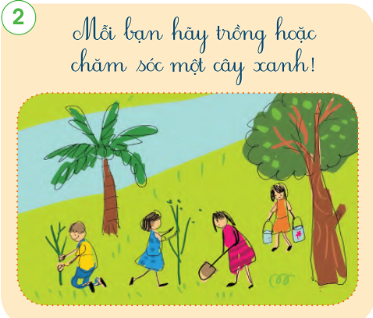 2
Mỗi bạn hãy trồng hoặc
chăm sóc một cây xanh!